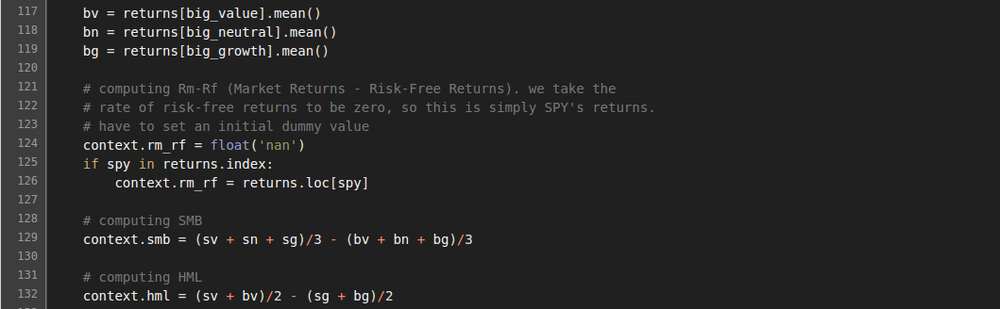 117 bv = returns[big_value].mean()
118 bn = returns[big_neutral].mean()
119 bg = returns[big_growth].mean()
120
121 # computing Rm-Rf (Market Returns - Risk-Free Returns). we take the
122 # rate of risk-free returns to be zero, so this is simply SPY's returns.
123 # have to set an initial dummy value
124 context.rm_rf = float('nan')
125 if spy in returns.index:
126     context.rm_rf = returns.loc[spy]
127
128 # computing SMB
129 context.smb = (sv + sn + sg)/3 - (bv + bn + bg)/3
130
131 # computing HML
132 context.hml = (sv + bv)/2 - (sg + bg)/2